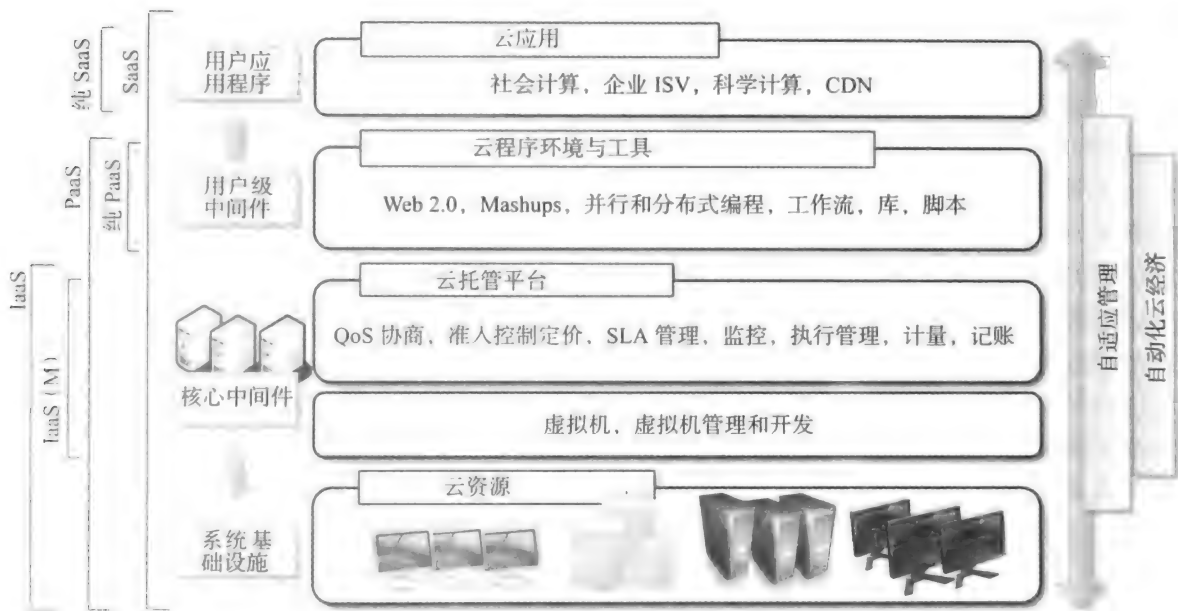 纯 SaaS
SaaS
PaaS
纯 PaaS
IaaS
IaaS（M）
用户应
用程序
云应用
社会计算，企业 ISV，科学计算，CDN
用户级
中间件
云程序环境与工具
Web 2.0，Mashups，并行和分布式编程，工作流，库，脚本
核心中间件
云托管平台
QoS 协商，准入控制定价，SLA 管理，监控，执行管理，计量，记账
虚拟机，虚拟机管理和开发
系统基
础设施
云资源
自适应管理
自动化云经济